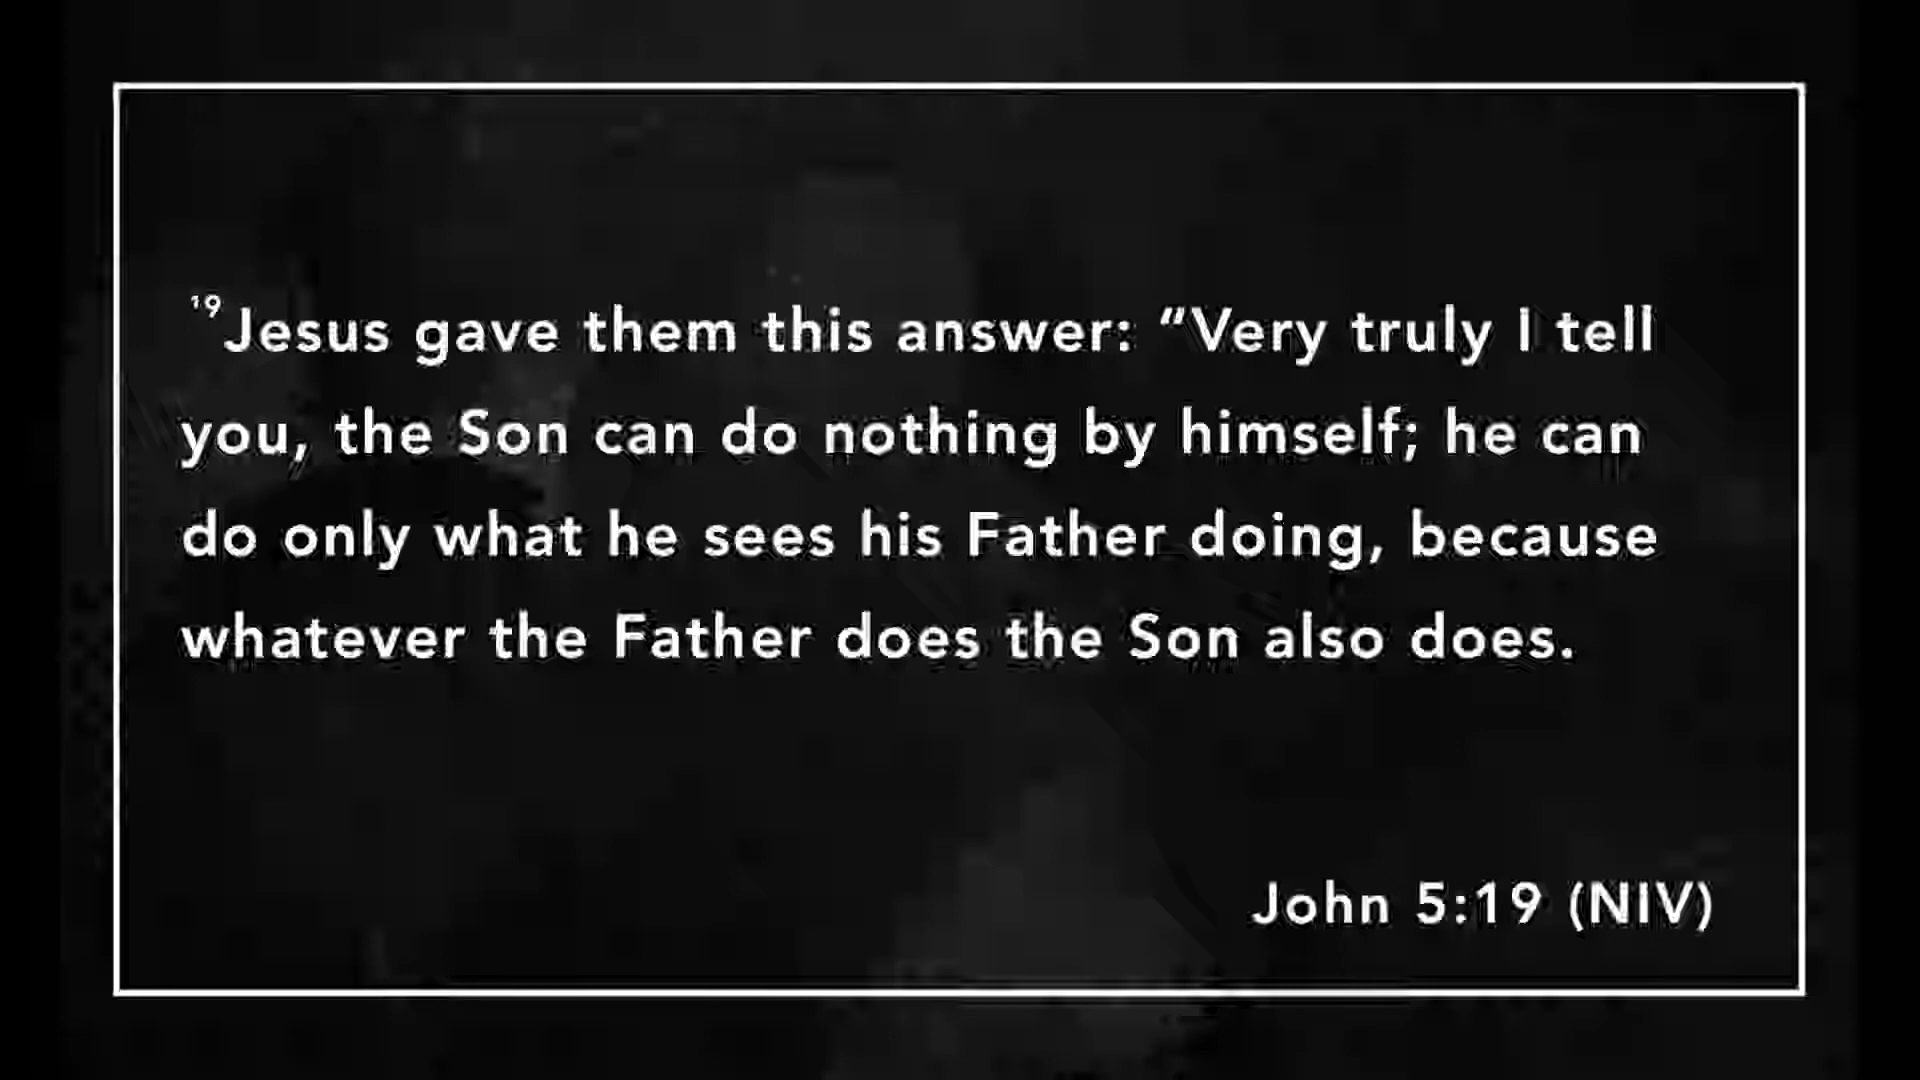 ¹⁹Jesus gave them this answer: “Very truly I tell
you, the Son can do nothing by himself; he can
do only what he sees his Father doing, because
whatever the Father does the Son also does.
John 5:19 (NIV)